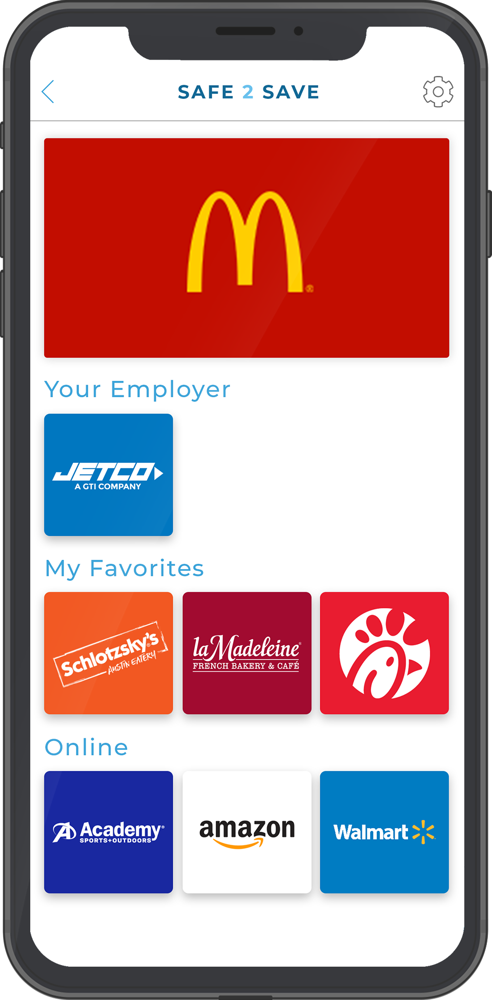 SAFE 2 SAVE
Your Employer
JETCO
A GTI COMPANY
My Favorites
Schlotzsky's®
AUSTIN EATERY
la Madeleine®
FRENCH BAKERY & CAFÉ
Online
Academy®
SPORTS+OUTDOORS
amazon
Walmart